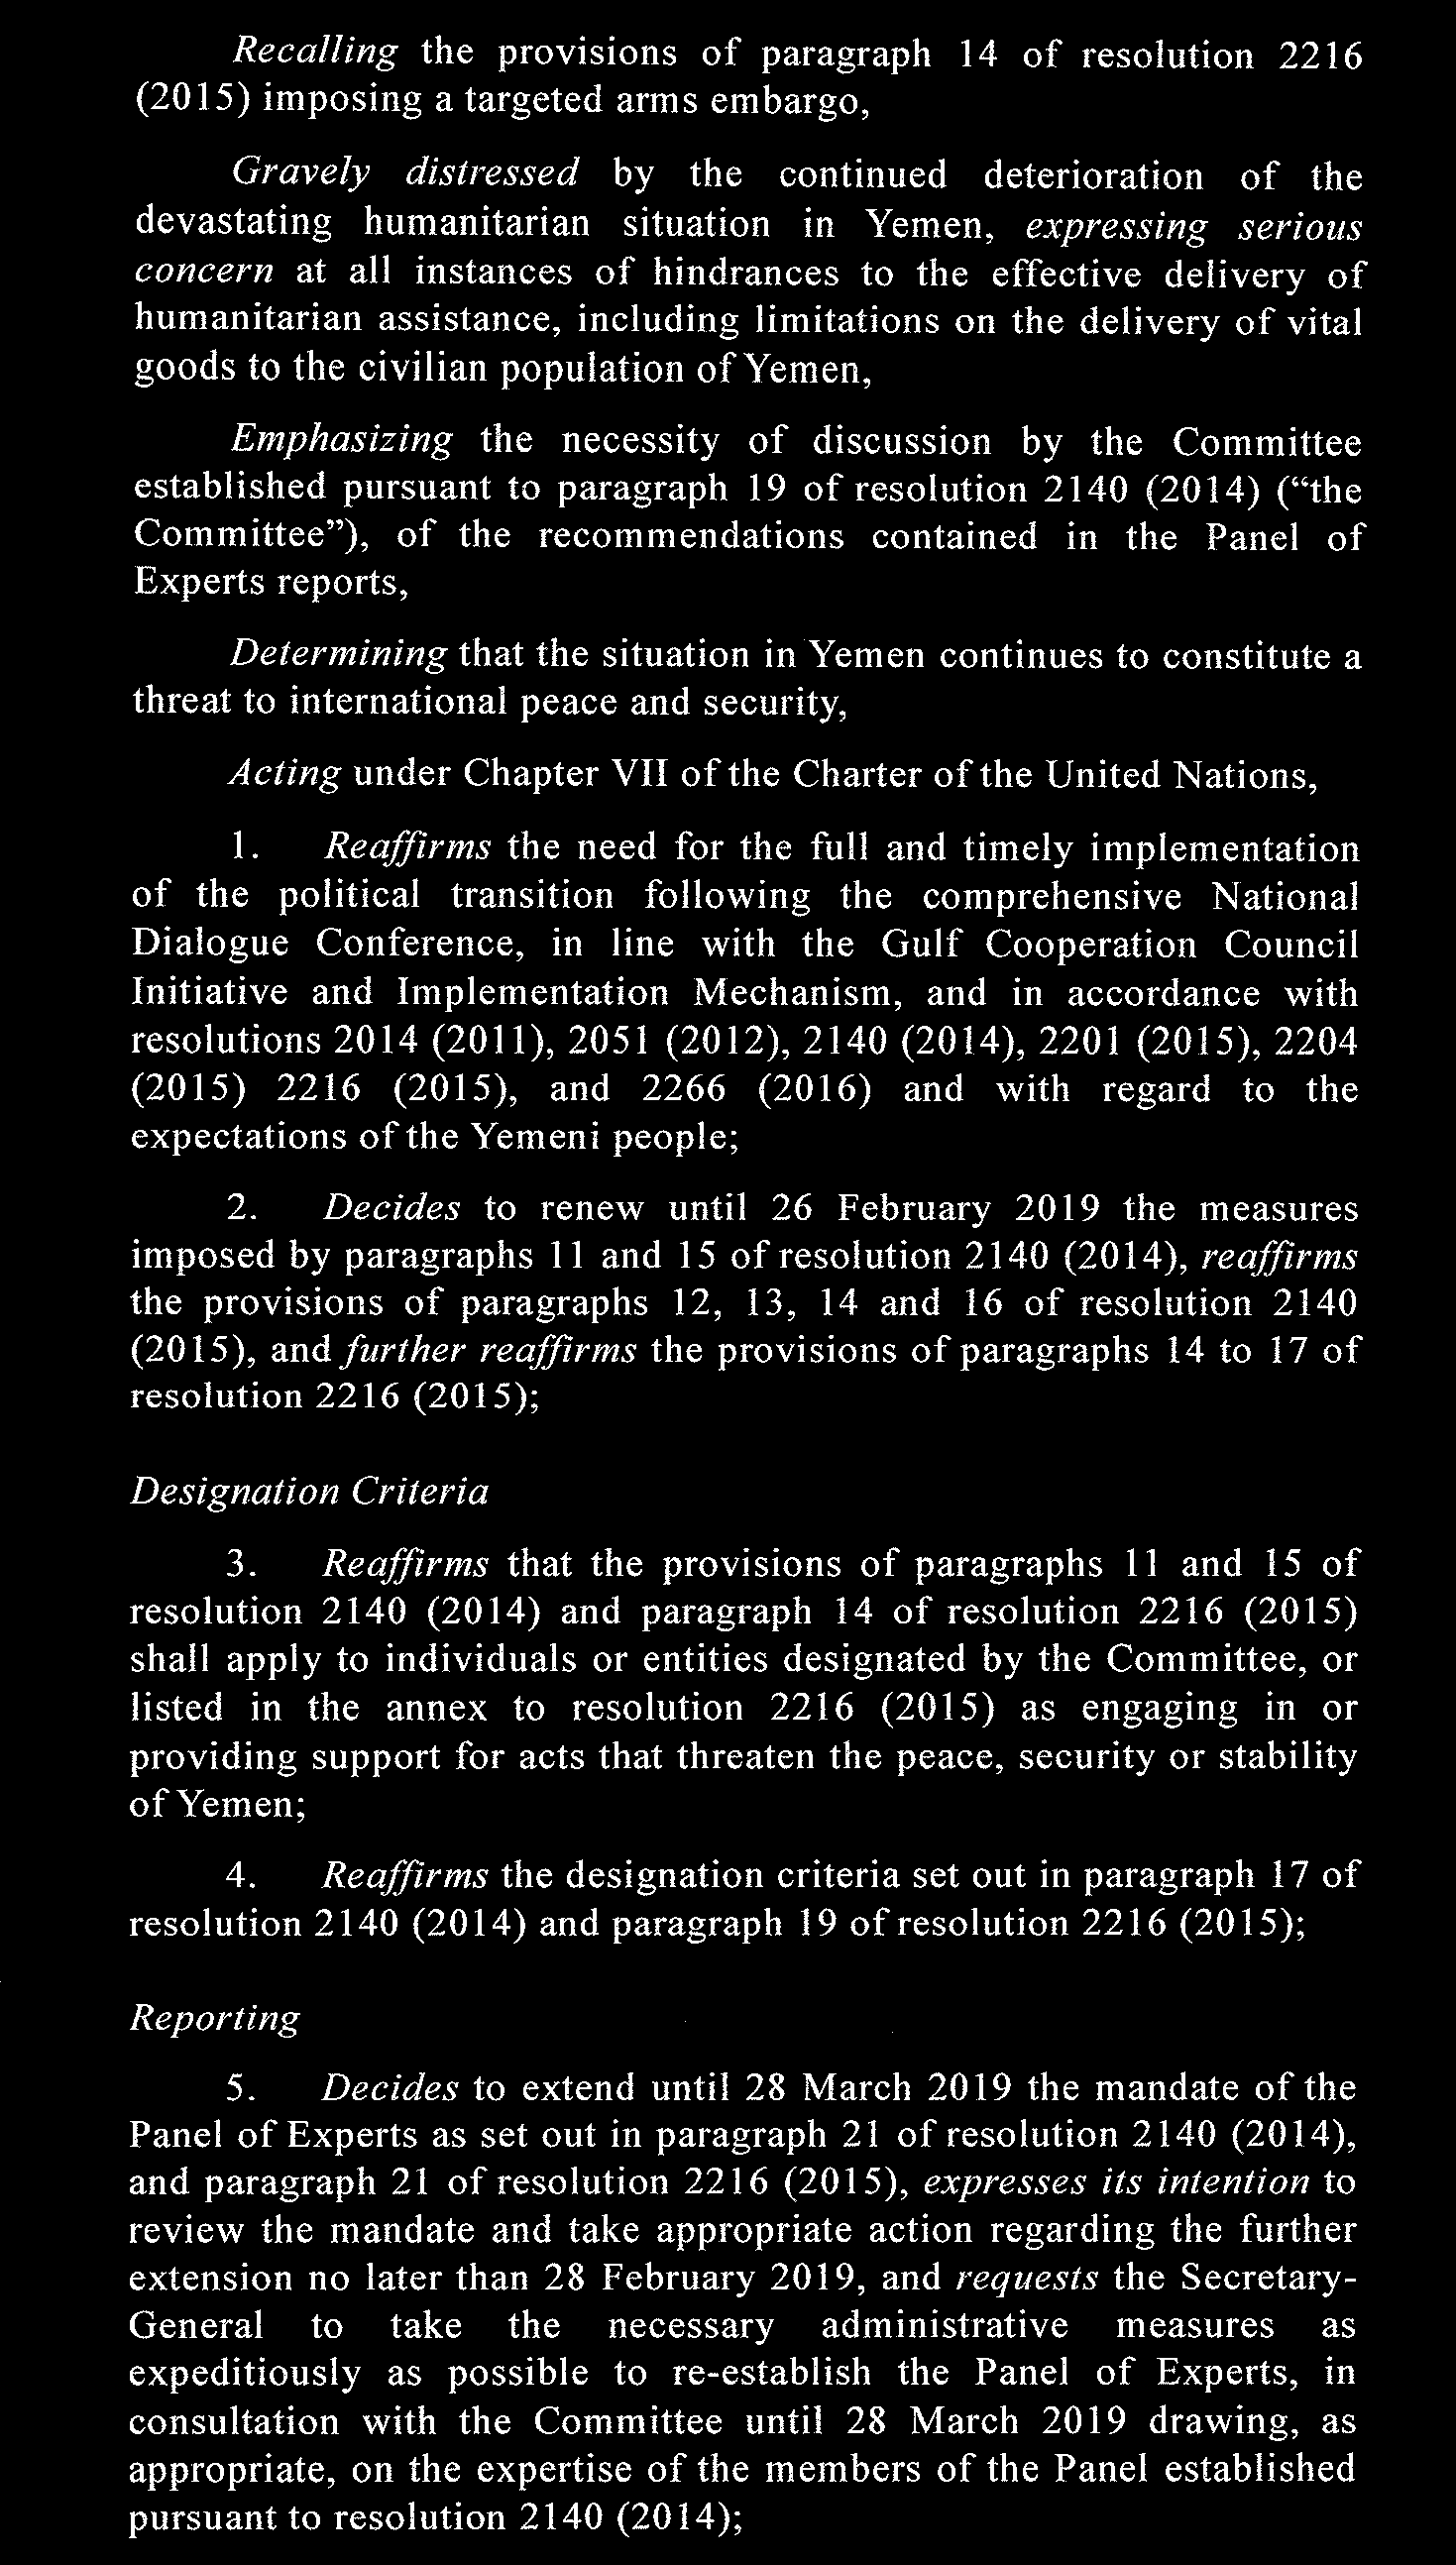 Recalling the provisions of paragraph 14 of resolution 2216
(2015) imposing a targeted arms embargo,
Gravely distressed by the continued deterioration of the
devastating humanitarian situation in Yemen, expressing serious
concern at all instances of hindrances to the effective delivery of
humanitarian assistance, including limitations on the delivery of vital
goods to the civilian population of Yemen,
Emphasizing the necessity of discussion by the Committee
established pursuant to paragraph 19 of resolution 2140 (2014) (“the
Committee”), of the recommendations contained in the Panel of
Experts reports,
Determining that the situation in Yemen continues to constitute a
threat to international peace and security,
Acting under Chapter VII of the Charter of the United Nations,
1. Reaffirms the need for the full and timely implementation
of the political transition following the comprehensive National
Dialogue Conference, in line with the Gulf Cooperation Council
Initiative and Implementation Mechanism, and in accordance with
resolutions 2014 (2011), 2051 (2012), 2140 (2014), 2201 (2015), 2204
(2015) 2216 (2015), and 2266 (2016) and with regard to the
expectations of the Yemeni people;
2. Decides to renew until 26 February 2019 the measures
imposed by paragraphs 11 and 15 of resolution 2140 (2014), reaffirms
the provisions of paragraphs 12, 13, 14 and 16 of resolution 2140
(2015), and further reaffirms the provisions of paragraphs 14 to 17 of
resolution 2216 (2015);
Designation Criteria
3. Reaffirms that the provisions of paragraphs 11 and 15 of
resolution 2140 (2014) and paragraph 14 of resolution 2216 (2015)
shall apply to individuals or entities designated by the Committee, or
listed in the annex to resolution 2216 (2015) as engaging in or
providing support for acts that threaten the peace, security or stability
of Yemen;
4. Reaffirms the designation criteria set out in paragraph 17 of
resolution 2140 (2014) and paragraph 19 of resolution 2216 (2015);
Reporting
5. Decides to extend until 28 March 2019 the mandate of the
Panel of Experts as set out in paragraph 21 of resolution 2140 (2014),
and paragraph 21 of resolution 2216 (2015), expresses its intention to
review the mandate and take appropriate action regarding the further
extension no later than 28 February 2019, and requests the Secretary-
General to take the necessary administrative measures as
expeditiously as possible to re-establish the Panel of Experts, in
consultation with the Committee until 28 March 2019 drawing, as
appropriate, on the expertise of the members of the Panel established
pursuant to resolution 2140 (2014);